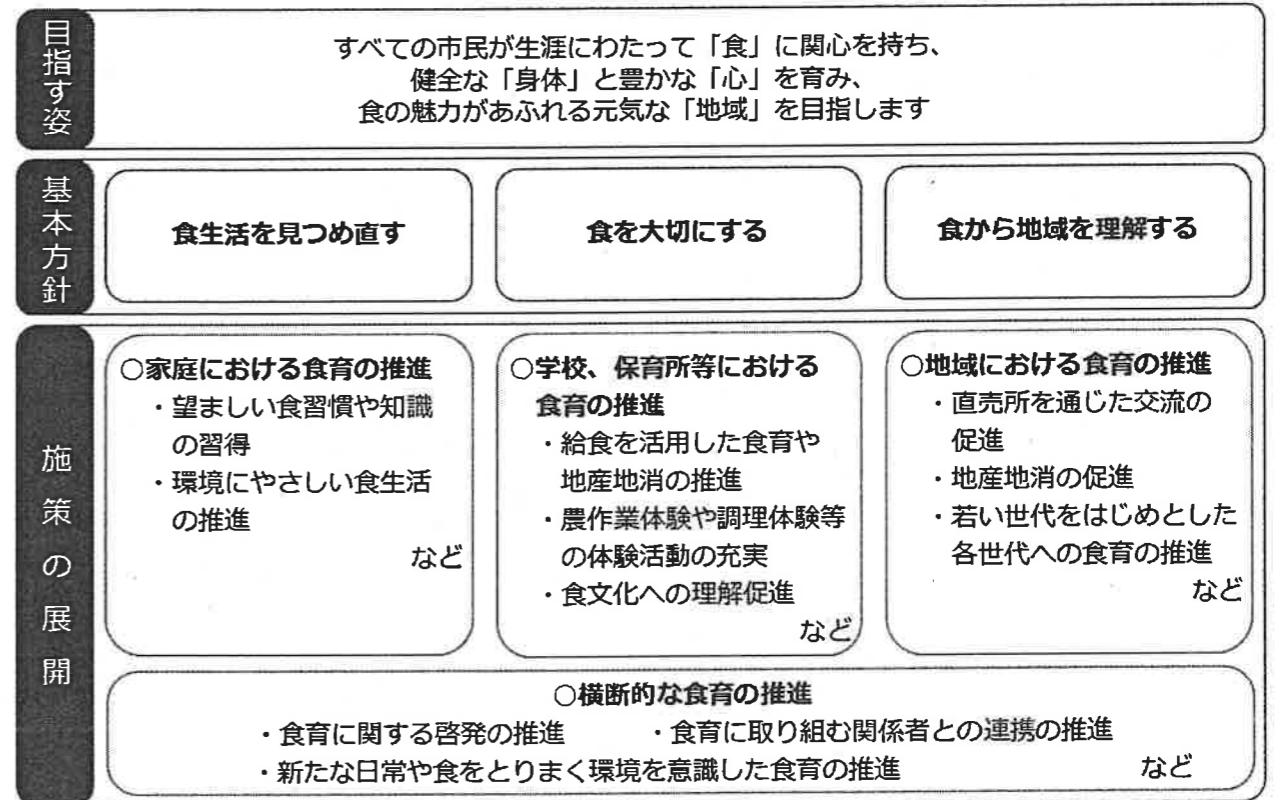 目指す姿
すべての市民が生涯にわたって「食」に関心を持ち、
健全な「身体」と豊かな「心」を育み、
食の魅力があふれる元気な「地域」を目指します
基本方針
食生活を見つめ直す
食を大切にする
食から地域を理解する
施策の展開
○家庭における食育の推進
・望ましい食習慣や知識
の習得
・環境にやさしい食生活
の推進
など
○学校、保育所等における
食育の推進
・給食を活用した食育や
地産地消の推進
・農作業体験や調理体験等
の体験活動の充実
・食文化への理解促進
など
○地域における食育の推進
・直売所を通じた交流の
促進
・地産地消の促進
・若い世代をはじめとした
各世代への食育の推進
など
○横断的な食育の推進
・食育に関する啓発の推進 ・食育に取り組む関係者との連携の推進
・新たな日常や食をとりまく環境を意識した食育の推進 など